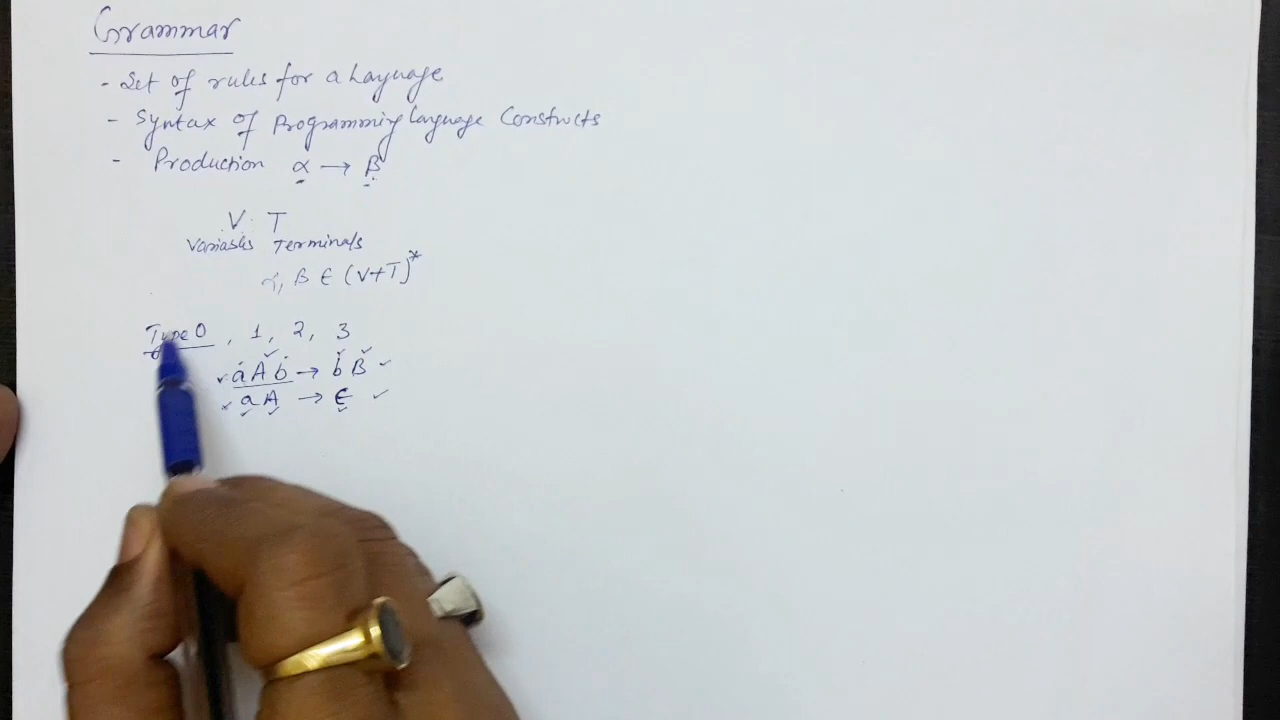 Grammar
- Set of rules for a Language
- Syntax of Programming language Constructs
- Production α → β
V T
Variables Terminals
α, β ∈ (V+T)*
Type 0, 1, 2, 3
✓ aAb → bB ✓
× aA → ϵ ✓